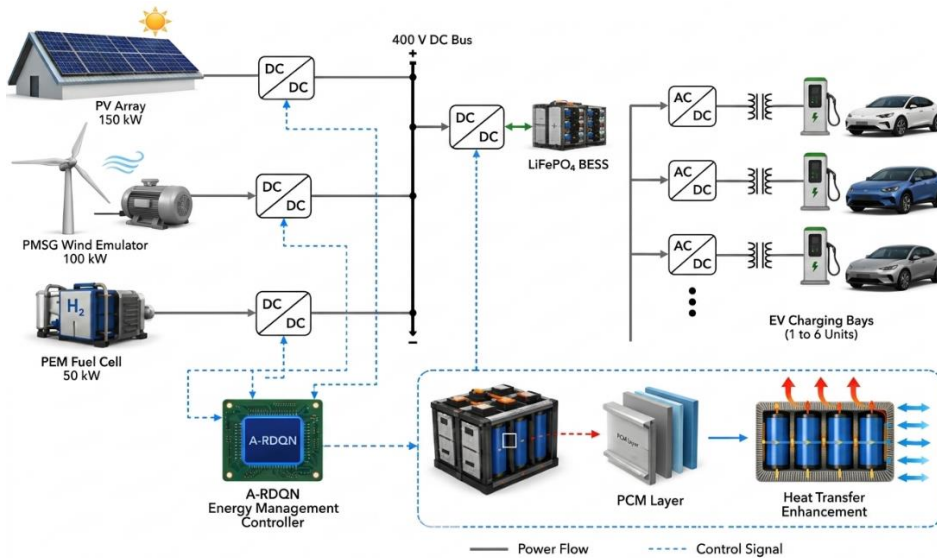 400 V DC Bus
+
DC
DC
PV Array
150 kW
DC
DC
LiFePO₄ BESS
AC
DC
AC
DC
DC
DC
PMSG Wind Emulator
100 kW
AC
DC
H₂
DC
DC
PEM Fuel Cell
50 kW
−
EV Charging Bays
(1 to 6 Units)
A-RDQN
A-RDQN
Energy Management
Controller
PCM Layer
PCM Layer
Heat Transfer
Enhancement
Power Flow
Control Signal